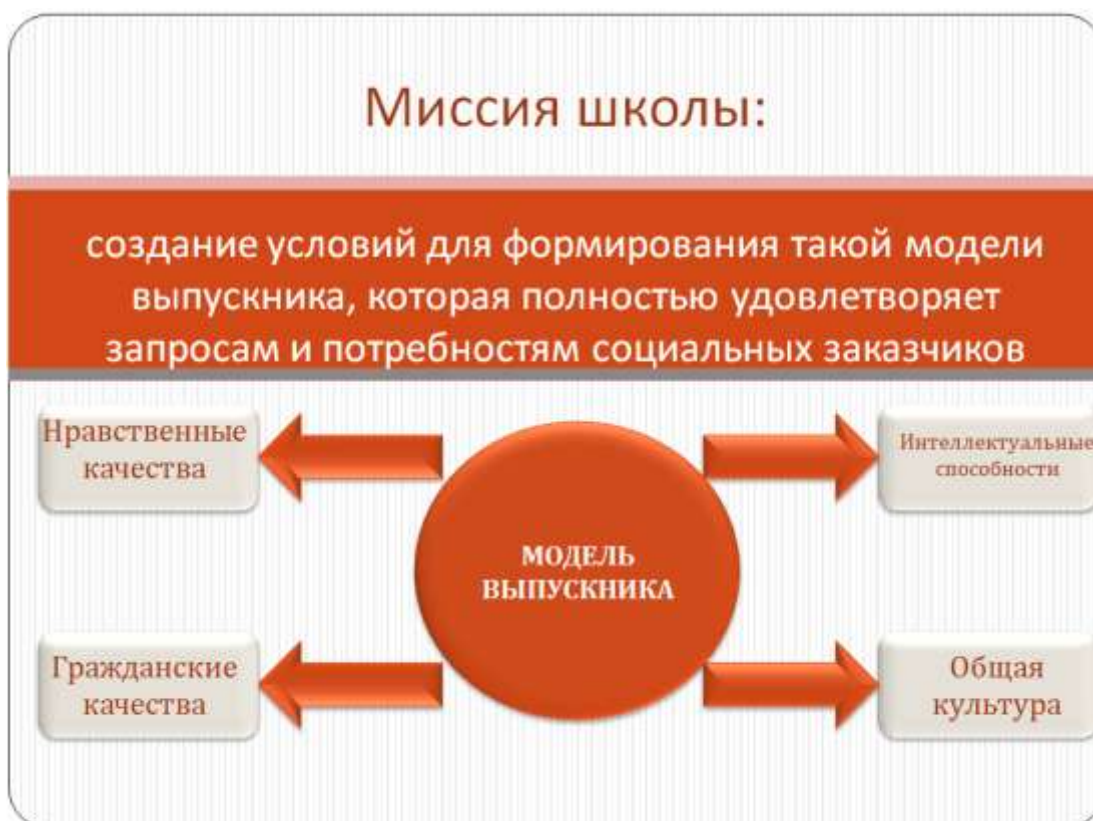 Миссия школы:
создание условий для формирования такой модели
выпускника, которая полностью удовлетворяет
запросам и потребностям социальных заказчиков
Нравственные
качества
Интеллектуальные
способности
МОДЕЛЬ
ВЫПУСКНИКА
Гражданские
качества
Общая
культура